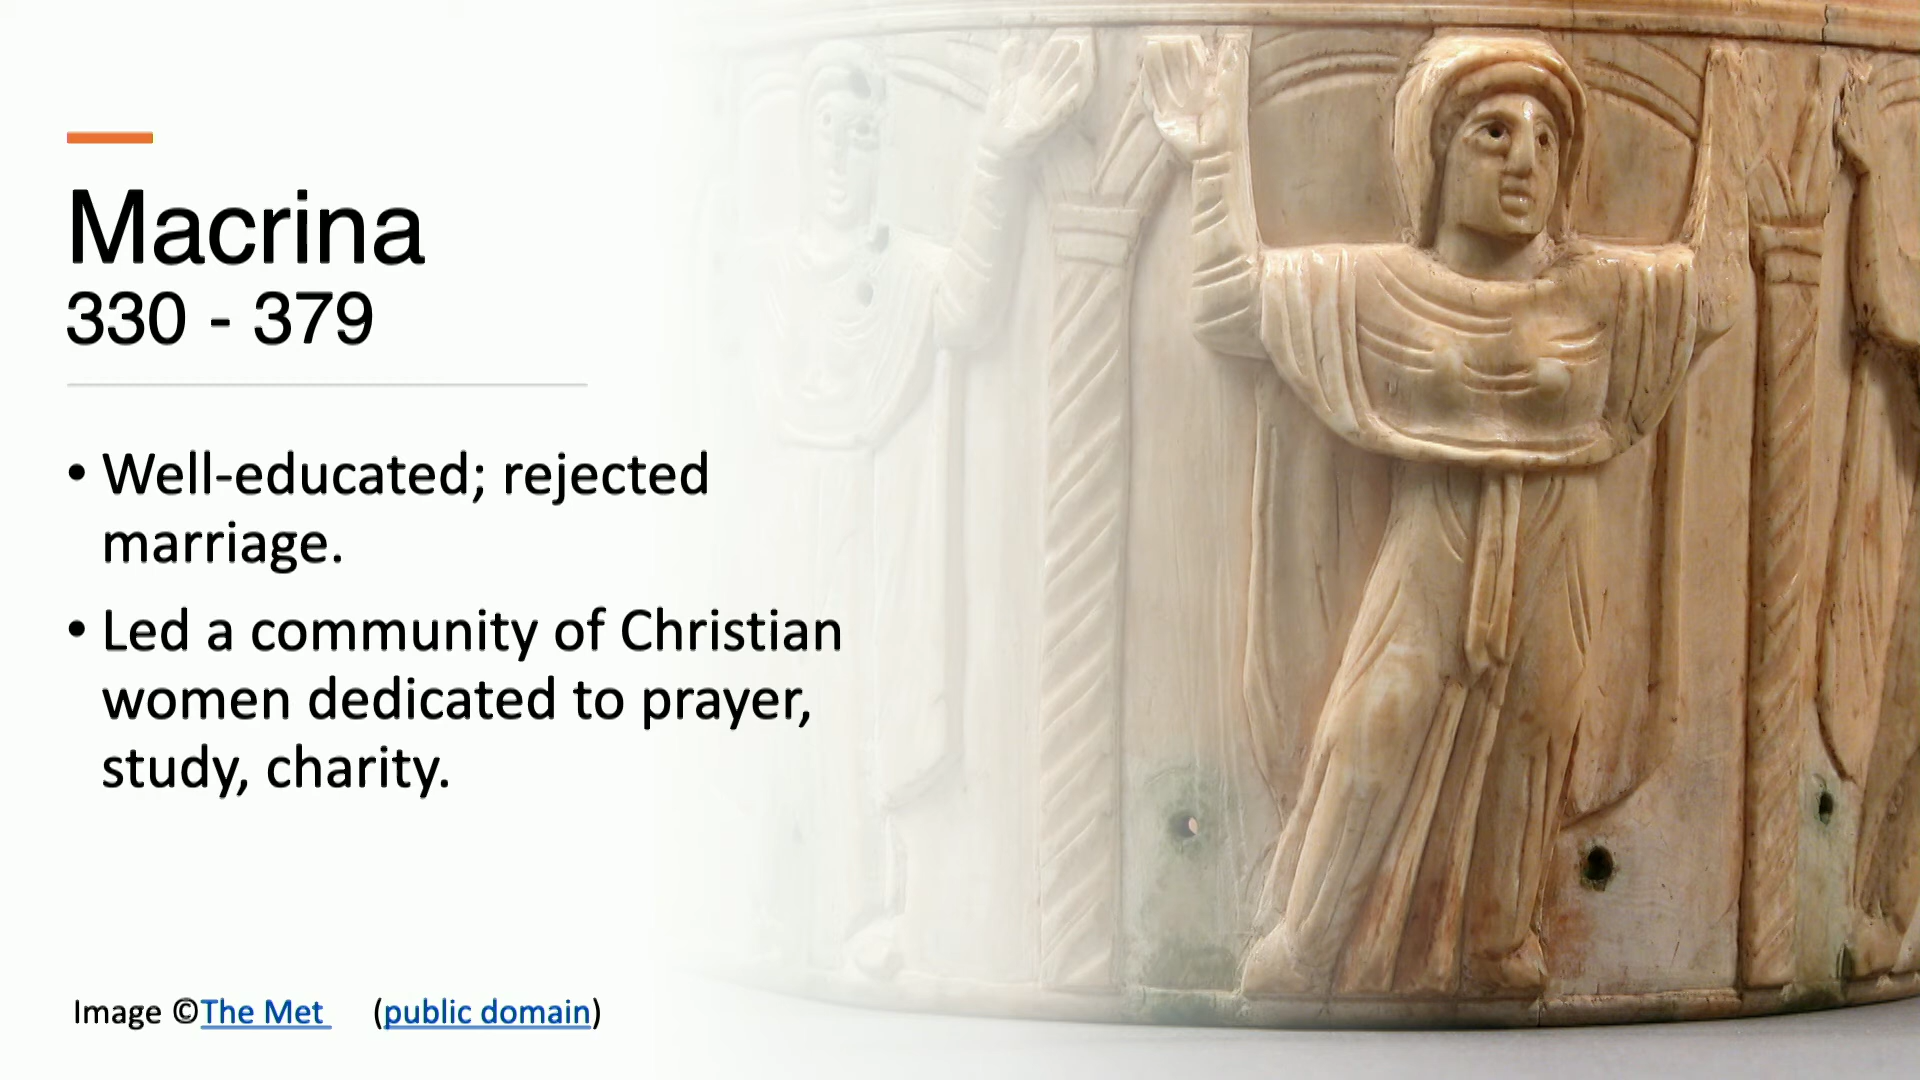 Macrina
330 - 379
• Well-educated; rejected
marriage.
• Led a community of Christian
women dedicated to prayer,
study, charity.
Image ©The Met (public domain)